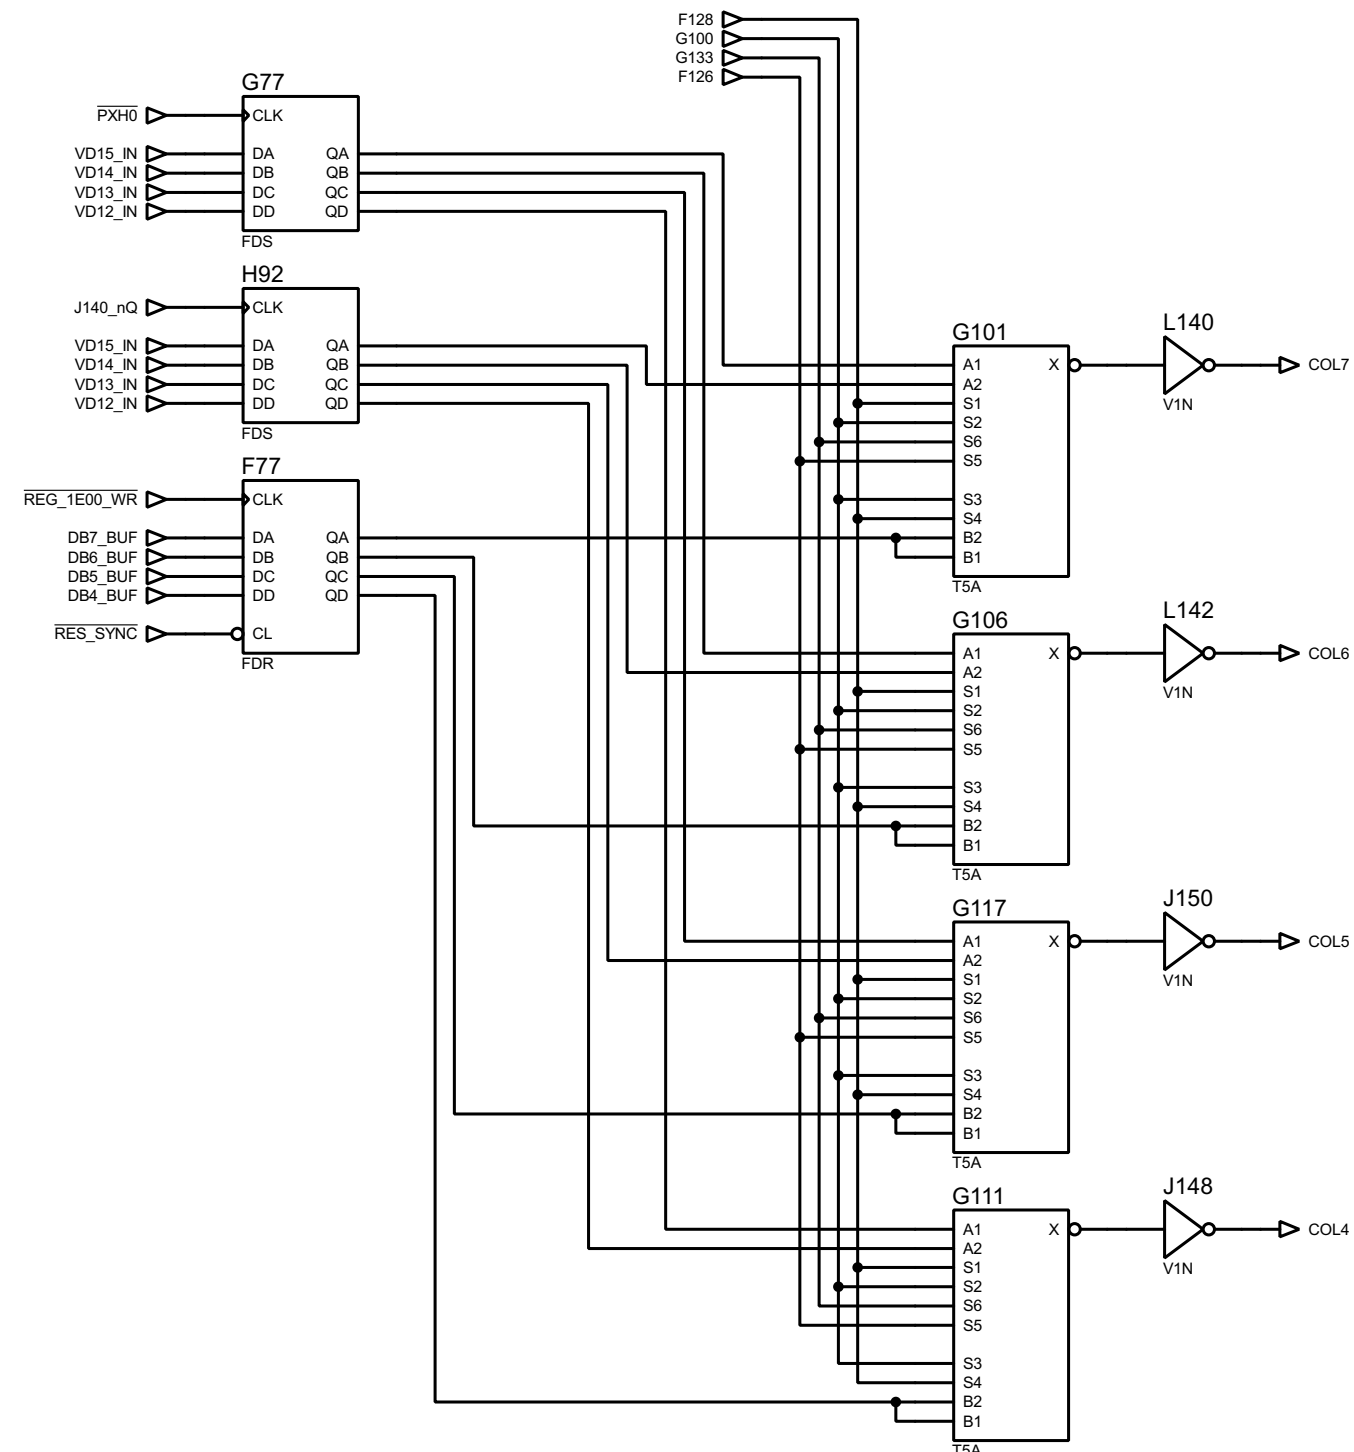 F128
G100
G133
F126
G77
PXH0 CLK
VD15_IN DA QA
VD14_IN DB QB
VD13_IN DC QC
VD12_IN DD QD
FDS
H92
J140_nQ CLK
VD15_IN DA QA
VD14_IN DB QB
VD13_IN DC QC
VD12_IN DD QD
FDS
F77
REG_1E00_WR CLK
DB7_BUF DA QA
DB6_BUF DB QB
DB5_BUF DC QC
DB4_BUF DD QD
RES_SYNC CL
FDR
G101
L140
A1 X
COL7
A2
S1
V1N
S2
S6
S5
S3
S4
B2
B1
T5A
G106
L142
A1 X
COL6
A2
S1
V1N
S2
S6
S5
S3
S4
B2
B1
T5A
G117
J150
A1 X
COL5
A2
S1
V1N
S2
S6
S5
S3
S4
B2
B1
T5A
G111
J148
A1 X
COL4
A2
S1
V1N
S2
S6
S5
S3
S4
B2
B1
T5A